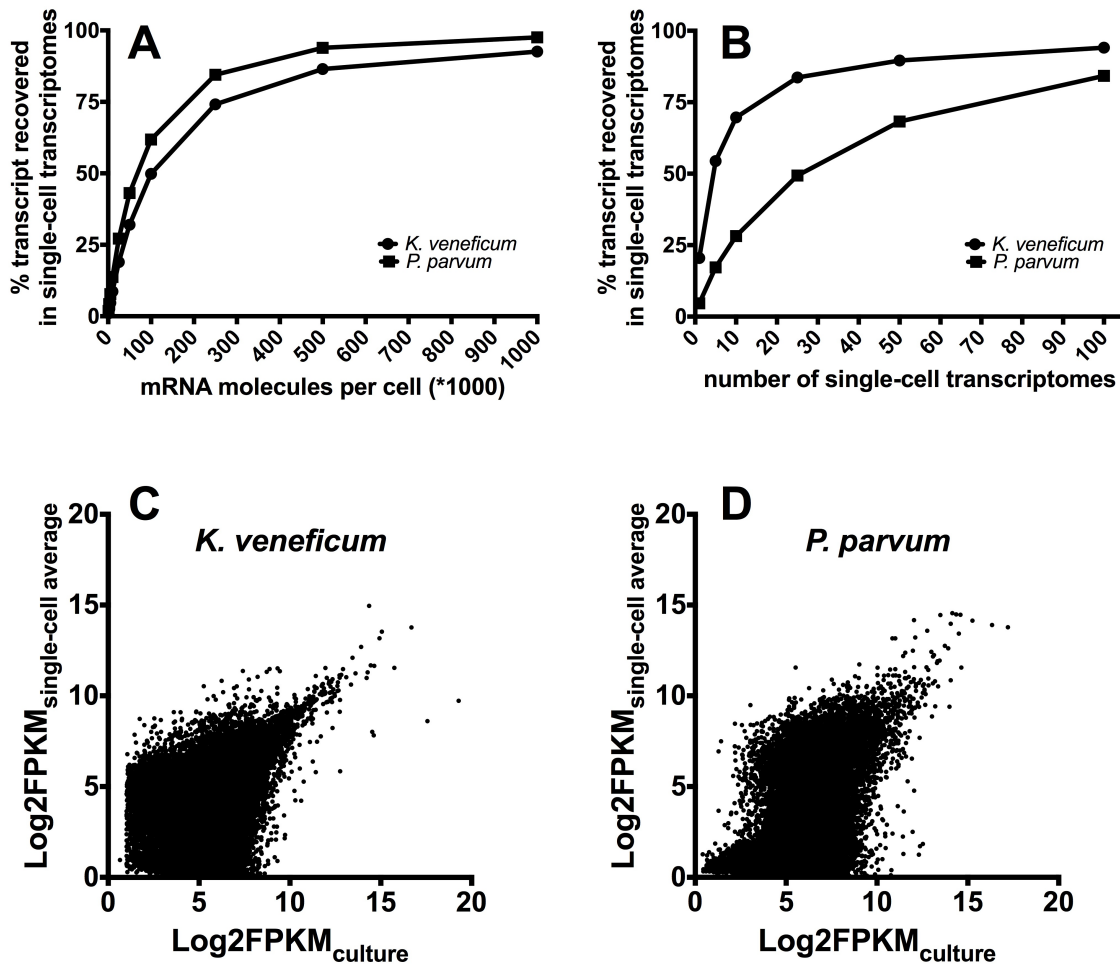 A
% transcript recovered
in single-cell transcriptomes
100
75
50
25
0
K. veneficum
P. parvum
0 100 200 300 400 500 600 700 800 900 1000
mRNA molecules per cell (*1000)
B
% transcript recovered
in single-cell transcriptomes
100
75
50
25
0
K. veneficum
P. parvum
0 10 20 30 40 50 60 70 80 90 100
number of single-cell transcriptomes
C
K. veneficum
Log2FPKMsingle-cell average
20
15
10
5
0
0 5 10 15 20
Log2FPKMculture
D
P. parvum
Log2FPKMsingle-cell average
20
15
10
5
0
0 5 10 15 20
Log2FPKMculture